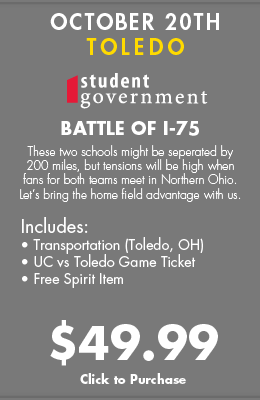 OCTOBER 20TH
TOLEDO
student
government
BATTLE OF I-75
These two schools might be seperated by
200 miles, but tensions will be high when
fans for both teams meet in Northern Ohio.
Let's bring the home field advantage with us.
Includes:
• Transportation (Toledo, OH)
• UC vs Toledo Game Ticket
• Free Spirit Item
$49.99
Click to Purchase